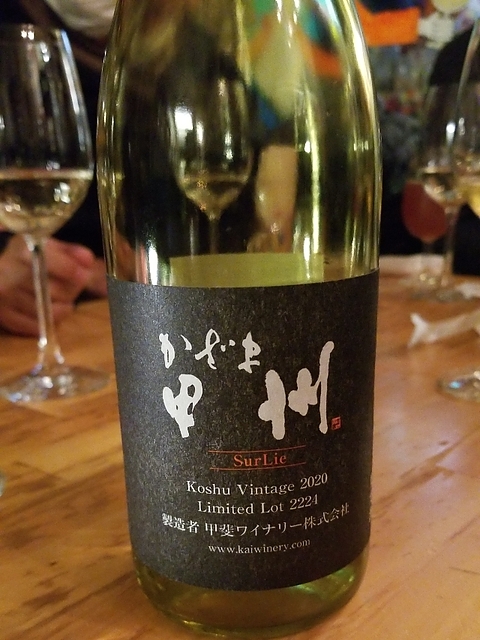 かざま
甲州
SurLie
Koshu Vintage 2020
Limited Lot 2224
製造者 甲斐ワイナリー株式会社
www.kaiwinery.com